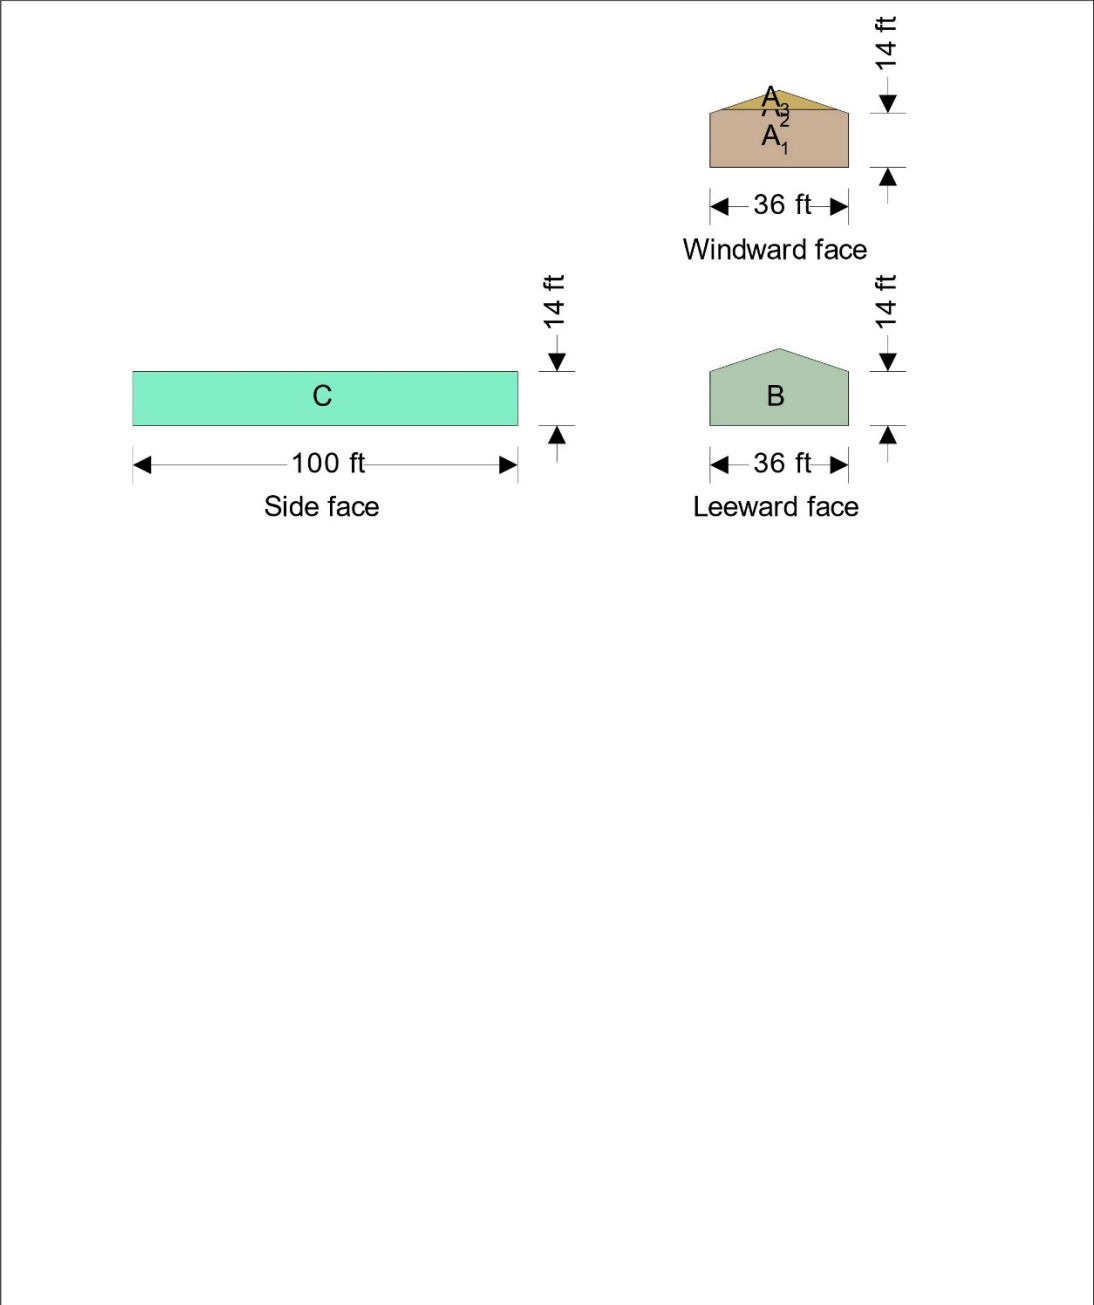 14 ft
A3
A2
A1
36 ft
Windward face
14 ft
14 ft
C
B
100 ft
36 ft
Side face
Leeward face